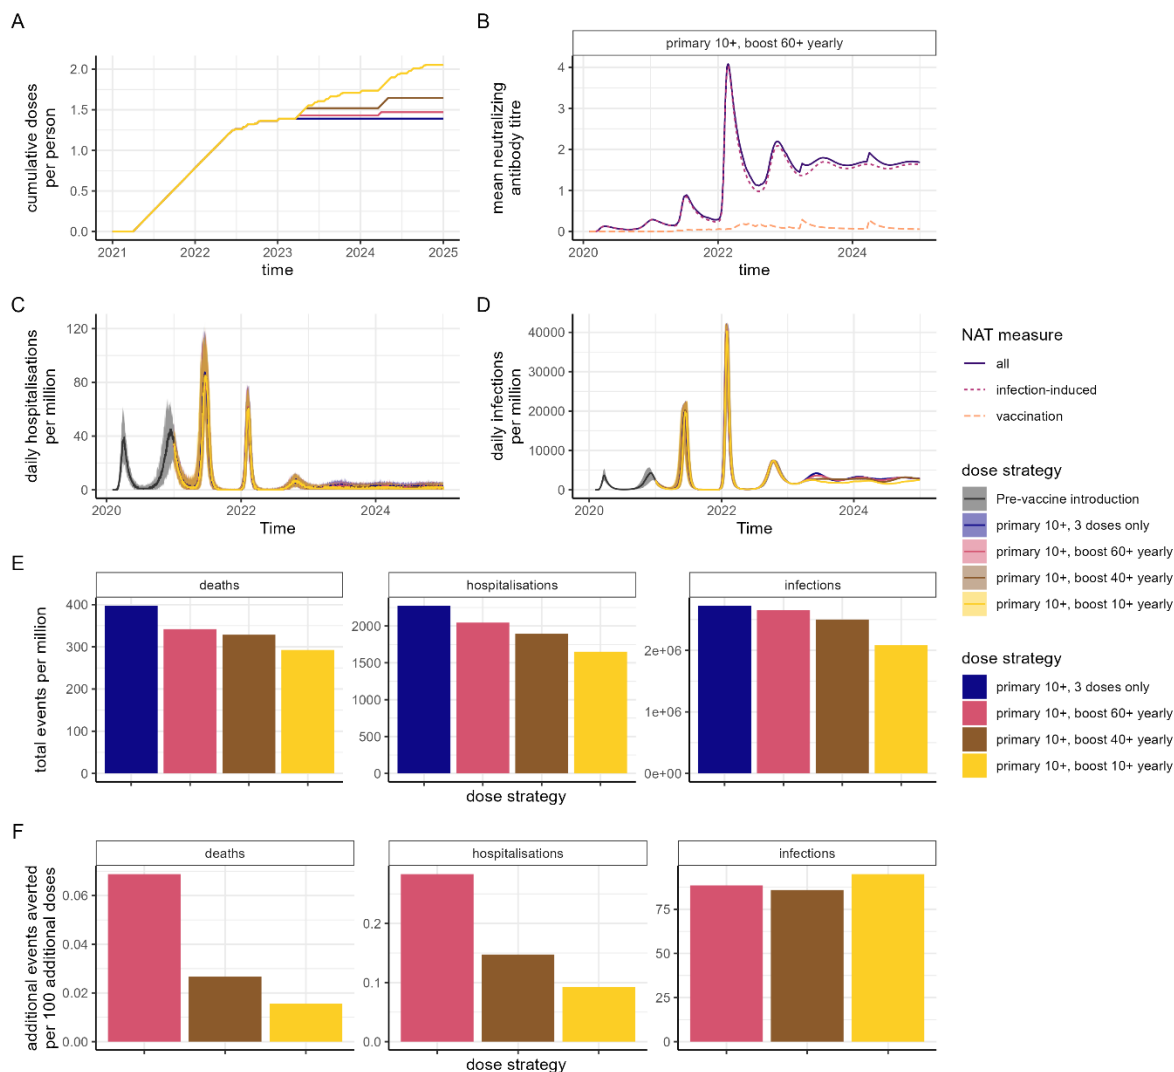 A
cumulative doses
per person
2.0
1.5
1.0
0.5
0.0
2021
2022
2023
2024
2025
time
B
primary 10+, boost 60+ yearly
mean neutralizing
antibody titre
4
3
2
1
0
2020
2022
2024
time
C
daily hospitalisations
per million
120
80
40
0
2020
2022
2024
Time
D
daily infections
per million
40000
30000
20000
10000
0
2020
2022
2024
Time
NAT measure
all
infection-induced
vaccination
dose strategy
Pre-vaccine introduction
primary 10+, 3 doses only
primary 10+, boost 60+ yearly
primary 10+, boost 40+ yearly
primary 10+, boost 10+ yearly
dose strategy
primary 10+, 3 doses only
primary 10+, boost 60+ yearly
primary 10+, boost 40+ yearly
primary 10+, boost 10+ yearly
E
total events per million
deaths
400
300
200
100
0
hospitalisations
2000
1500
1000
500
0
infections
2e+06
1e+06
0e+00
dose strategy
F
additional events averted
per 100 additional doses
deaths
0.06
0.04
0.02
0.00
hospitalisations
0.2
0.1
0.0
infections
75
50
25
0
dose strategy